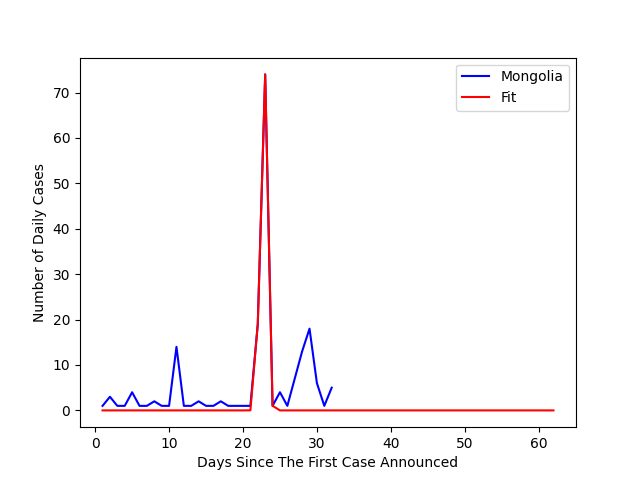 Mongolia
Fit
70
60
50
40
30
20
10
0
Number of Daily Cases
0 10 20 30 40 50 60
Days Since The First Case Announced